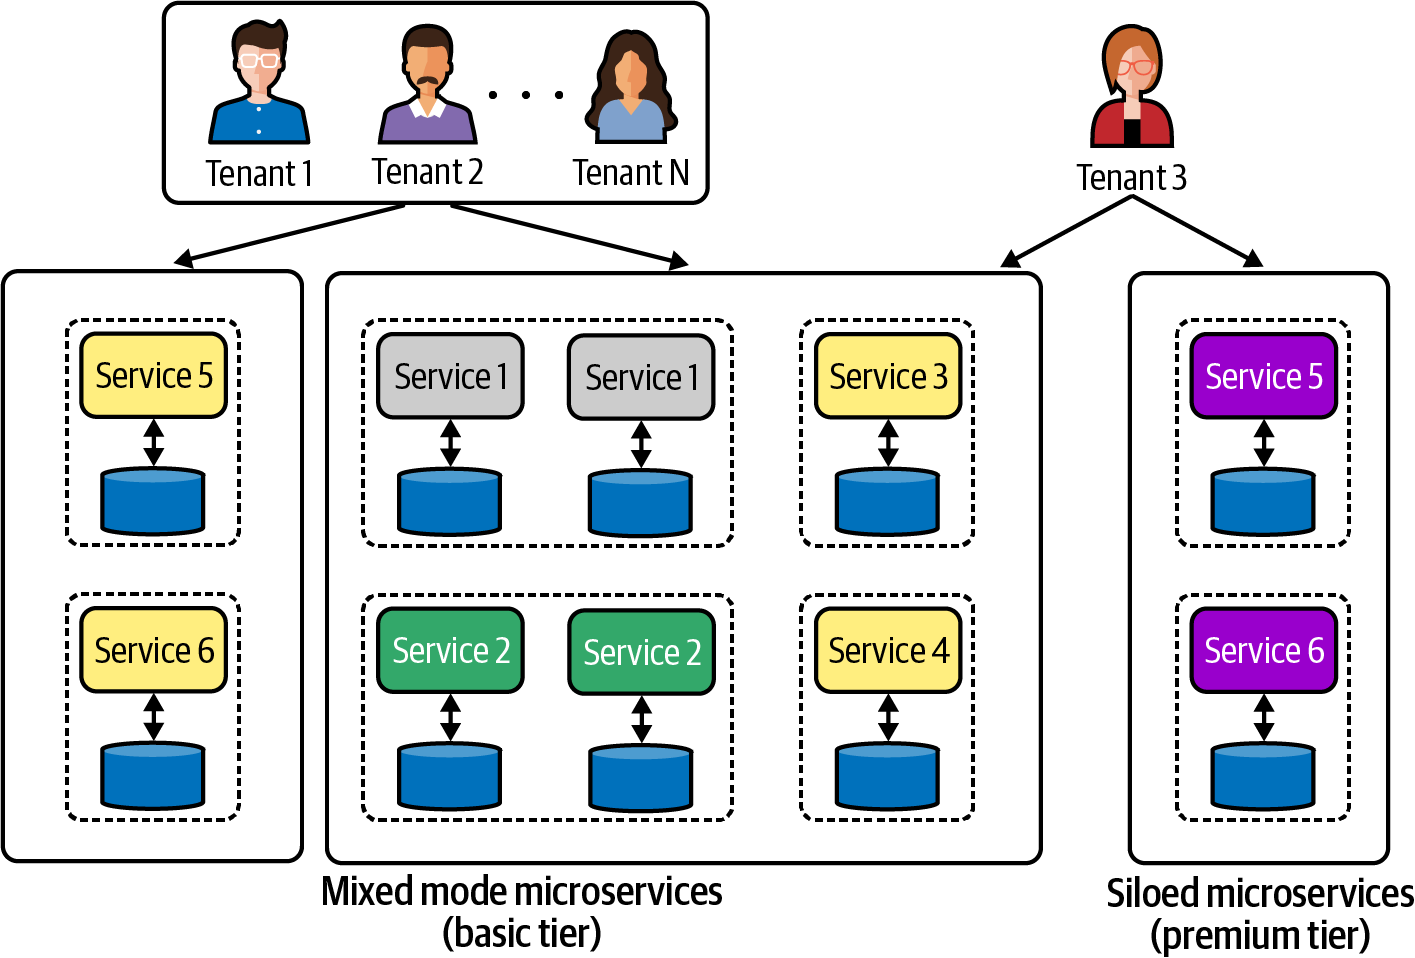 Tenant 1
Tenant 2
Tenant N
Tenant 3
Service 5
Service 1
Service 1
Service 3
Service 5
Service 6
Service 2
Service 2
Service 4
Service 6
Mixed mode microservices
(basic tier)
Siloed microservices
(premium tier)